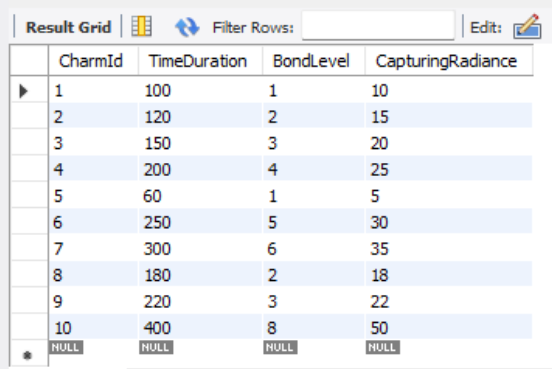 Result Grid Filter Rows: Edit:
CharmId TimeDuration BondLevel CapturingRadiance
1 100 1 10
2 120 2 15
3 150 3 20
4 200 4 25
5 60 1 5
6 250 5 30
7 300 6 35
8 180 2 18
9 220 3 22
10 400 8 50
NULL NULL NULL NULL